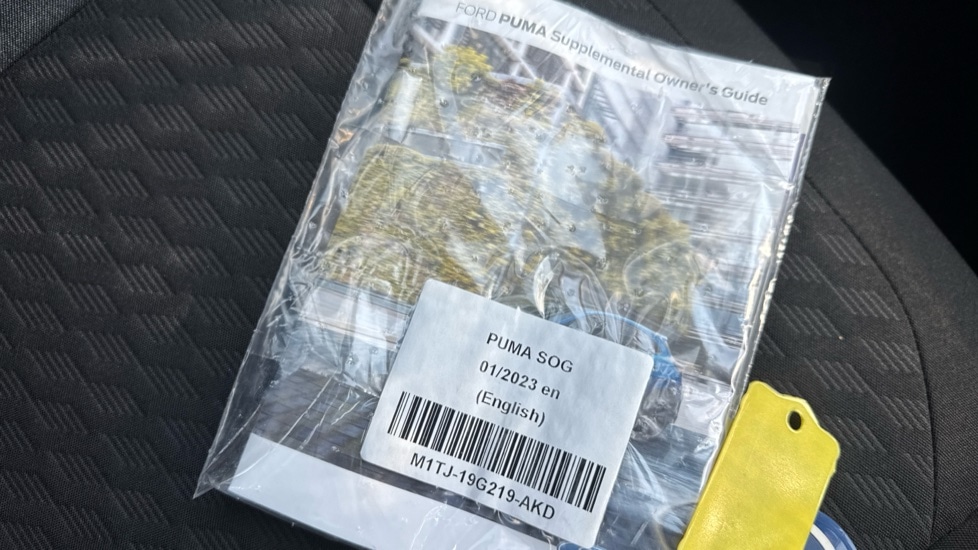 FORD PUMA Supplemental Owner's Guide
PUMA SOG
01/2023 en
(English)
M1TJ-19G219-AKD